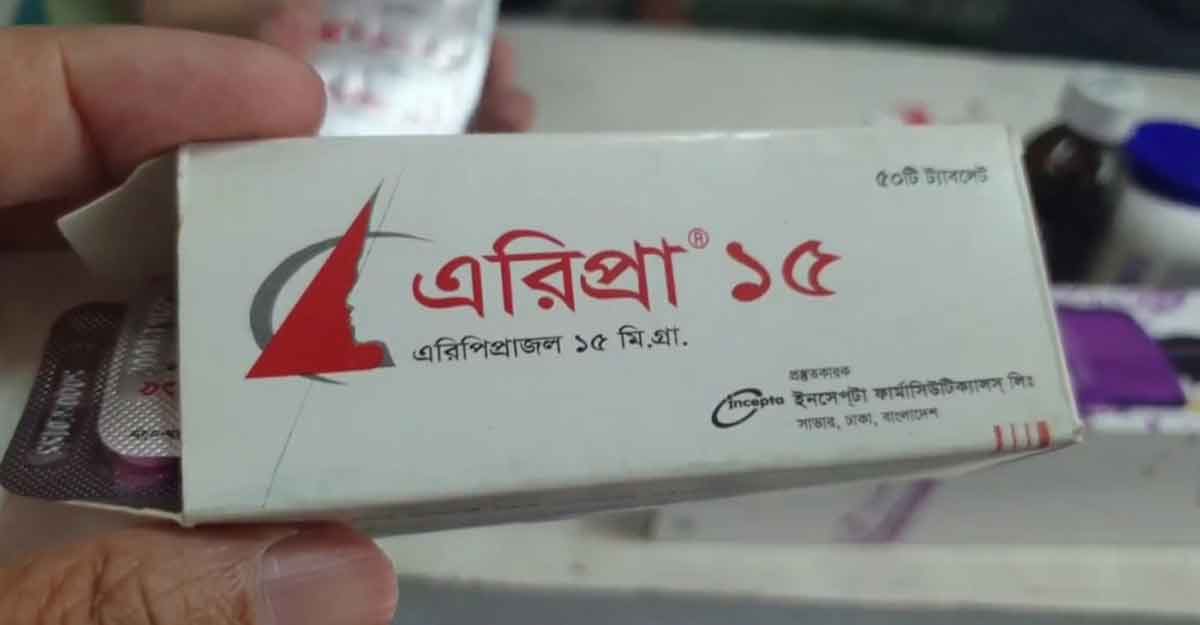 ৫০টি ট্যাবলেট
এরিপ্রা® ১৫
এরিপিপ্রাজল ১৫ মি.গ্রা.
প্রস্তুতকারক
Incepta ইনসেপ্‌টা ফার্মাসিউটিক্যালস্ লিঃ
সাভার, ঢাকা, বাংলাদেশ